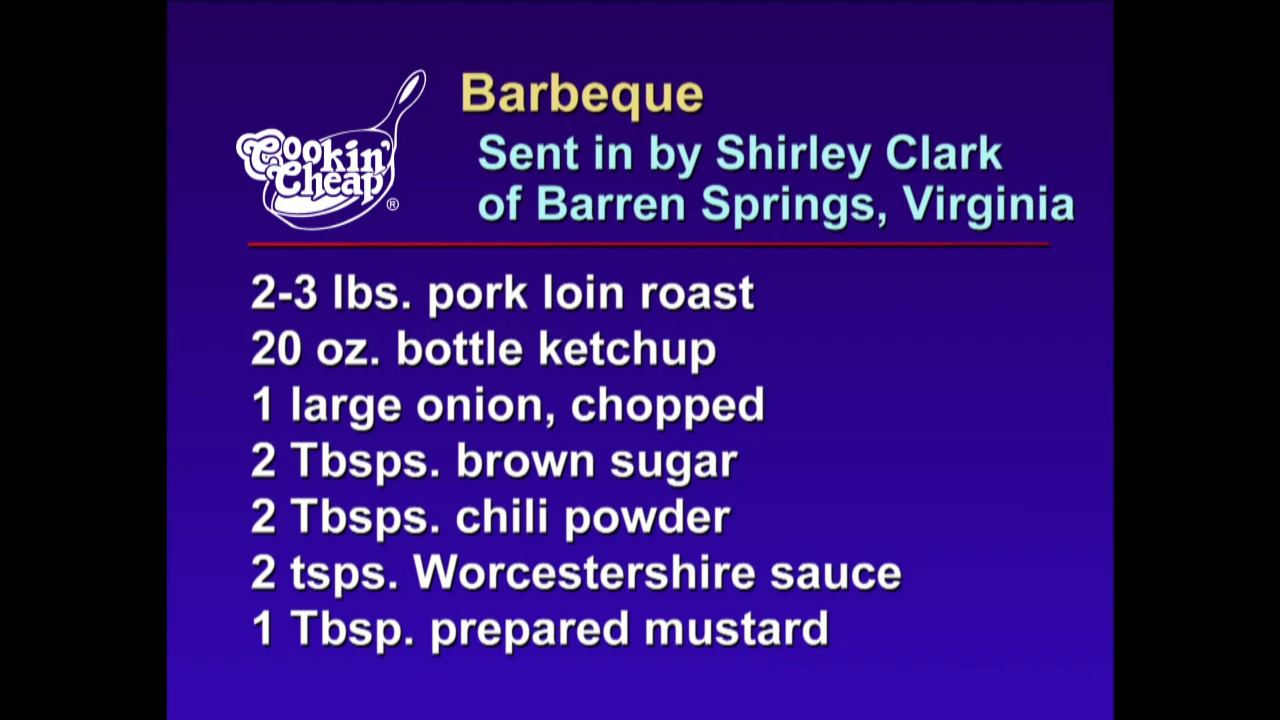 Cookin'
Cheap
®
Barbeque
Sent in by Shirley Clark
of Barren Springs, Virginia
2-3 lbs. pork loin roast
20 oz. bottle ketchup
1 large onion, chopped
2 Tbsps. brown sugar
2 Tbsps. chili powder
2 tsps. Worcestershire sauce
1 Tbsp. prepared mustard